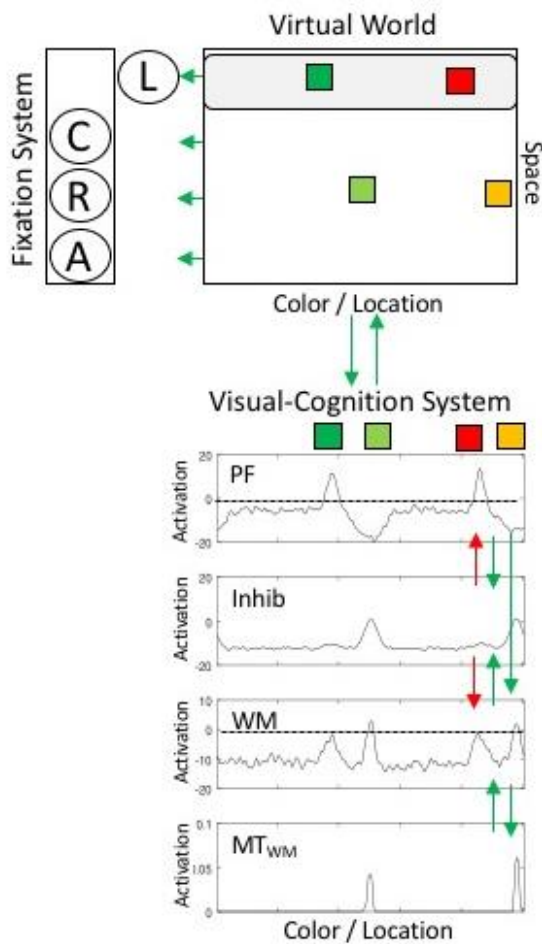 Virtual World
Fixation System
L
C
R
A
Space
Color / Location
Visual-Cognition System
Activation
20
0
-20
PF
Activation
20
0
-20
Inhib
Activation
10
0
-10
-20
WM
Activation
0.1
.05
0
MTWM
Color / Location